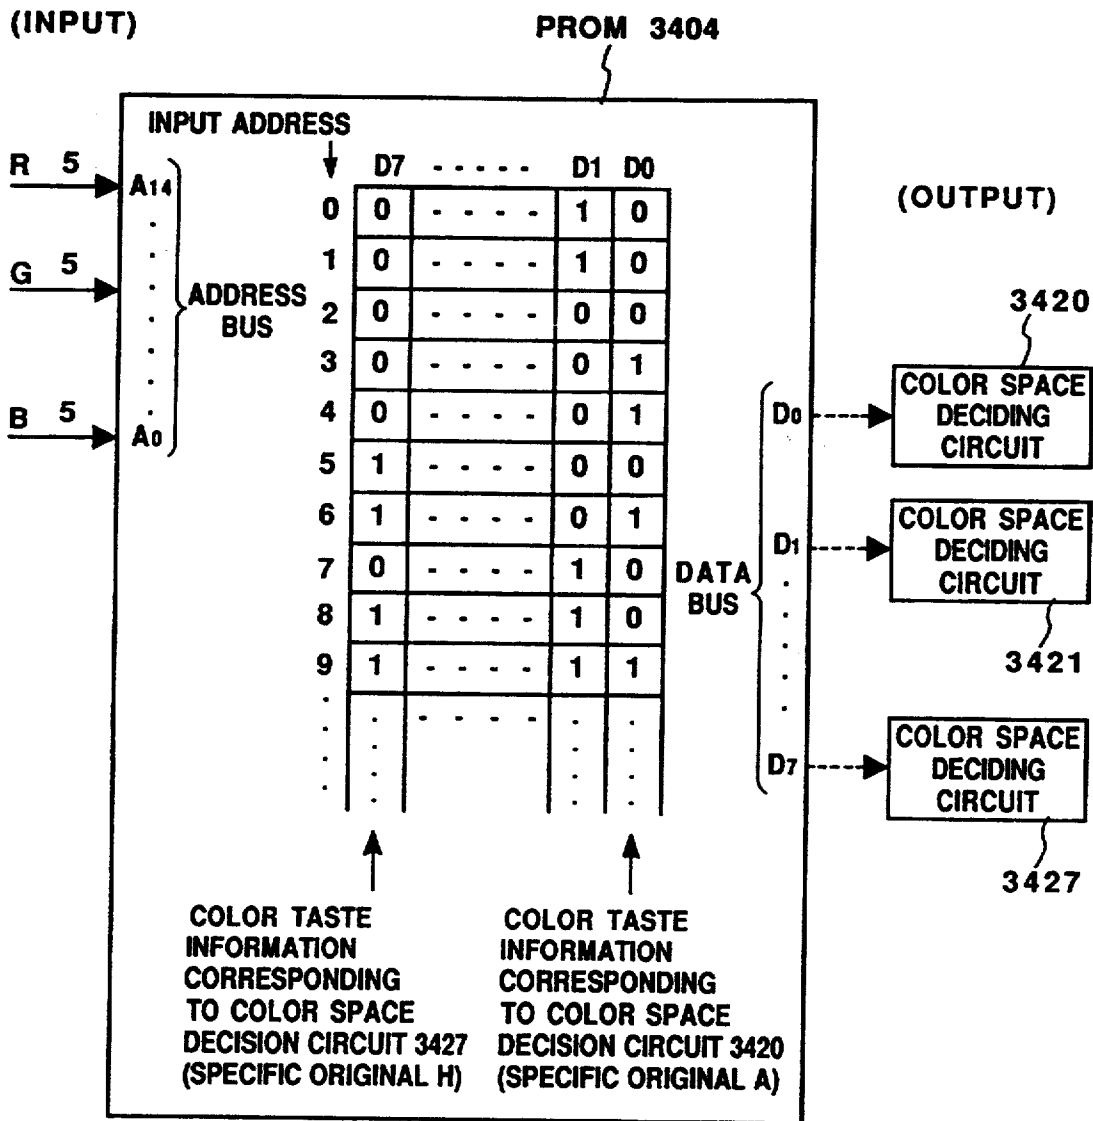 (INPUT)
PROM 3404
INPUT ADDRESS
D7 - - - - - D1 D0
0 0 - - - - 1 0
1 0 - - - - 1 0
2 0 - - - - 0 0
3 0 - - - - 0 1
4 0 - - - - 0 1
5 1 - - - - 0 0
6 1 - - - - 0 1
7 0 - - - - 1 0
8 1 - - - - 1 0
9 1 - - - - 1 1
R 5
G 5
B 5
A14
A0
ADDRESS
BUS
DATA
BUS
D0
D1
D7
(OUTPUT)
3420
COLOR SPACE
DECIDING
CIRCUIT
COLOR SPACE
DECIDING
CIRCUIT
3421
COLOR SPACE
DECIDING
CIRCUIT
3427
COLOR TASTE
INFORMATION
CORRESPONDING
TO COLOR SPACE
DECISION CIRCUIT 3427
(SPECIFIC ORIGINAL H)
COLOR TASTE
INFORMATION
CORRESPONDING
TO COLOR SPACE
DECISION CIRCUIT 3420
(SPECIFIC ORIGINAL A)